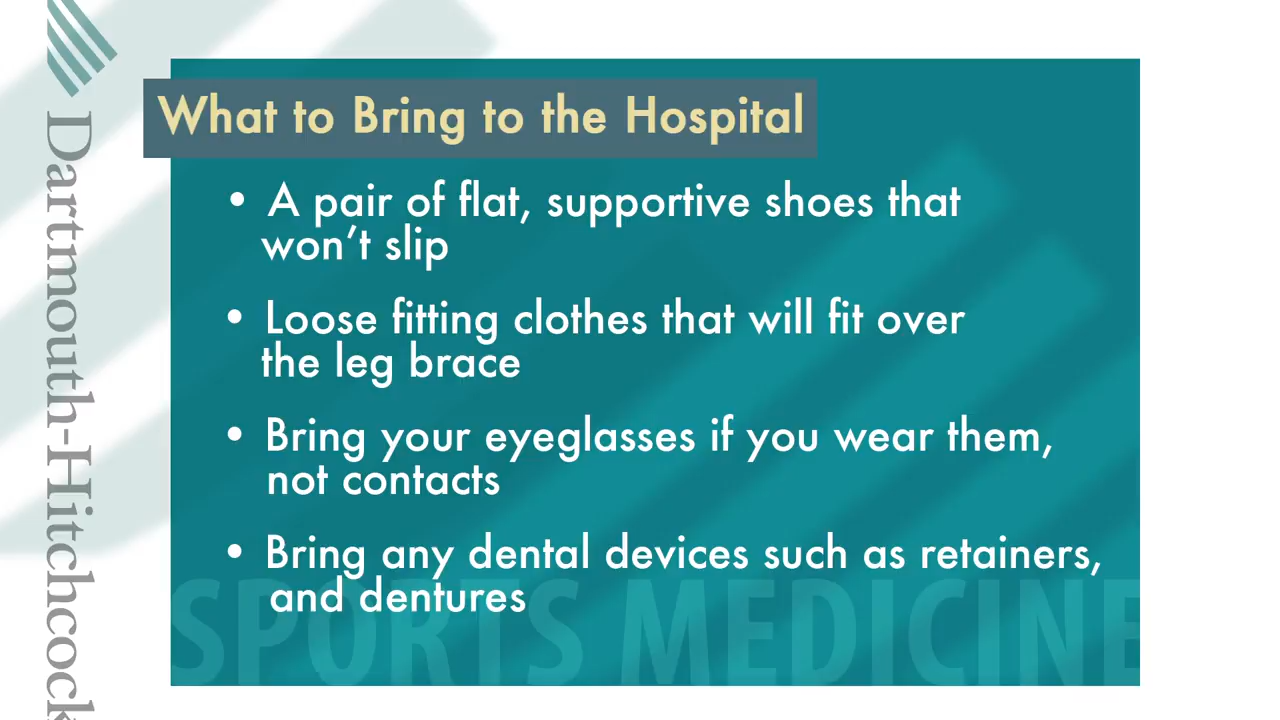 Dartmouth-Hitchcock
What to Bring to the Hospital
• A pair of flat, supportive shoes that
won't slip
• Loose fitting clothes that will fit over
the leg brace
• Bring your eyeglasses if you wear them,
not contacts
• Bring any dental devices such as retainers,
and dentures
SPORTS MEDICINE